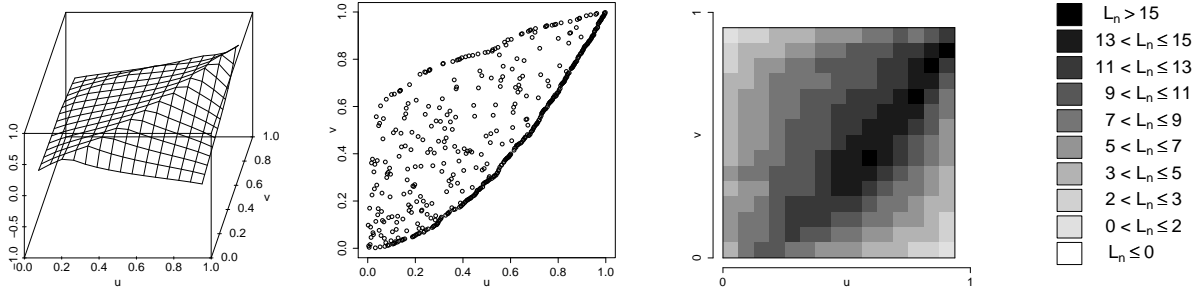 1.0
0.5
0.0
−0.5
−1.0
0.0
0.2
0.4
0.6
0.8
1.0
u
0.0
0.2
0.4
0.6
0.8
1.0
v
1.0
0.8
0.6
0.4
0.2
0.0
v
0.0
0.2
0.4
0.6
0.8
1.0
u
1
v
0
0
u
1
Lₙ > 15
13 < Lₙ ≤ 15
11 < Lₙ ≤ 13
9 < Lₙ ≤ 11
7 < Lₙ ≤ 9
5 < Lₙ ≤ 7
3 < Lₙ ≤ 5
2 < Lₙ ≤ 3
0 < Lₙ ≤ 2
Lₙ ≤ 0